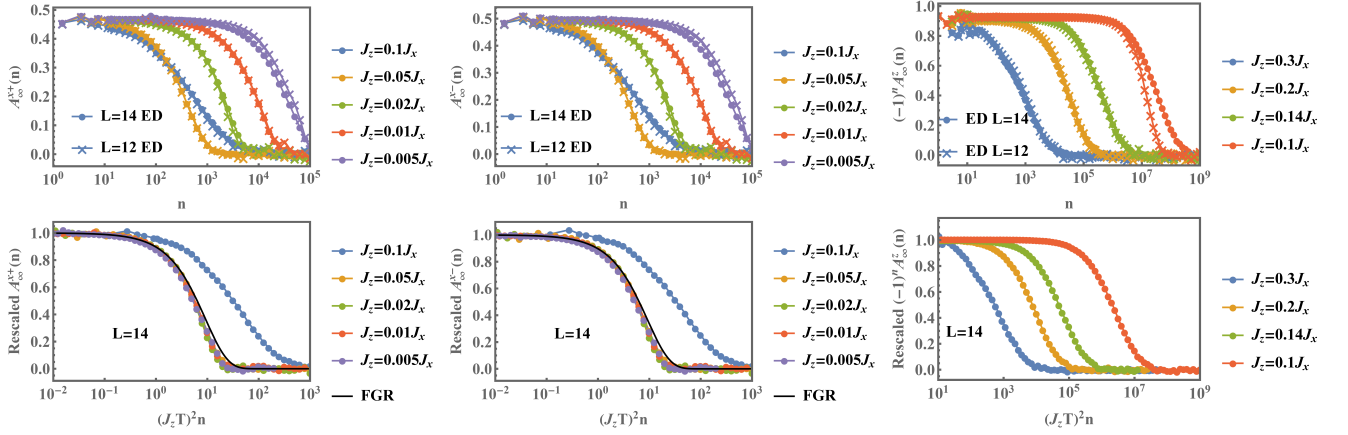 A^{x+}_∞(n)
0.5
0.4
0.3
0.2
0.1
0.0
L=14 ED
L=12 ED
10^0
10^1
10^2
10^3
10^4
10^5
n
J_z=0.1J_x
J_z=0.05J_x
J_z=0.02J_x
J_z=0.01J_x
J_z=0.005J_x
A^{x-}_∞(n)
0.5
0.4
0.3
0.2
0.1
0.0
L=14 ED
L=12 ED
10^0
10^1
10^2
10^3
10^4
10^5
n
J_z=0.1J_x
J_z=0.05J_x
J_z=0.02J_x
J_z=0.01J_x
J_z=0.005J_x
(-1)^n A^z_∞(n)
1.0
0.8
0.6
0.4
0.2
0.0
ED L=14
ED L=12
10^1
10^3
10^5
10^7
10^9
n
J_z=0.3J_x
J_z=0.2J_x
J_z=0.14J_x
J_z=0.1J_x
Rescaled A^{x+}_∞(n)
1.0
0.8
0.6
0.4
0.2
0.0
L=14
10^{-2}
10^{-1}
10^0
10^1
10^2
10^3
(J_zT)^2n
J_z=0.1J_x
J_z=0.05J_x
J_z=0.02J_x
J_z=0.01J_x
J_z=0.005J_x
FGR
Rescaled A^{x-}_∞(n)
1.0
0.8
0.6
0.4
0.2
0.0
L=14
10^{-2}
10^{-1}
10^0
10^1
10^2
10^3
(J_zT)^2n
J_z=0.1J_x
J_z=0.05J_x
J_z=0.02J_x
J_z=0.01J_x
J_z=0.005J_x
FGR
Rescaled (-1)^n A^z_∞(n)
1.0
0.8
0.6
0.4
0.2
0.0
L=14
10^1
10^3
10^5
10^7
10^9
(J_zT)^2n
J_z=0.3J_x
J_z=0.2J_x
J_z=0.14J_x
J_z=0.1J_x